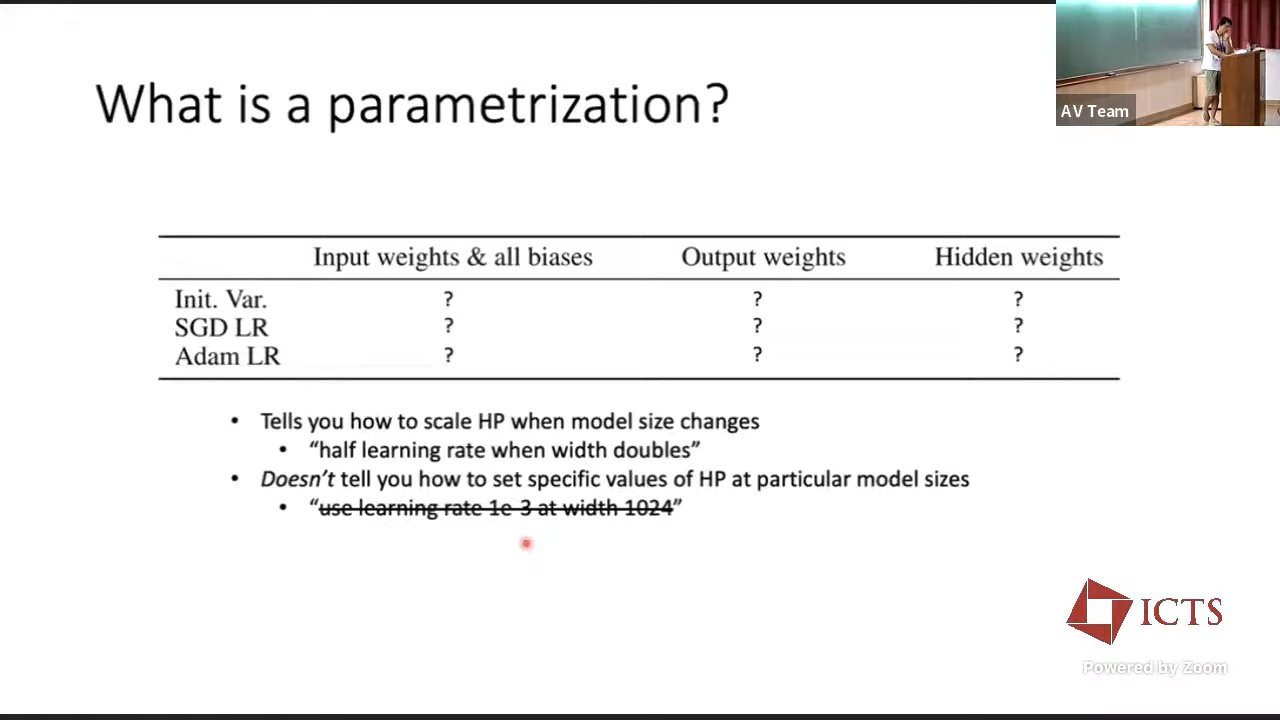 What is a parametrization?
AV Team
Input weights & all biases Output weights Hidden weights
Init. Var. ? ? ?
SGD LR ? ? ?
Adam LR ? ? ?
• Tells you how to scale HP when model size changes
• “half learning rate when width doubles”
• Doesn’t tell you how to set specific values of HP at particular model sizes
• “use learning rate 1e-3 at width 1024”
ICTS
Powered by Zoom